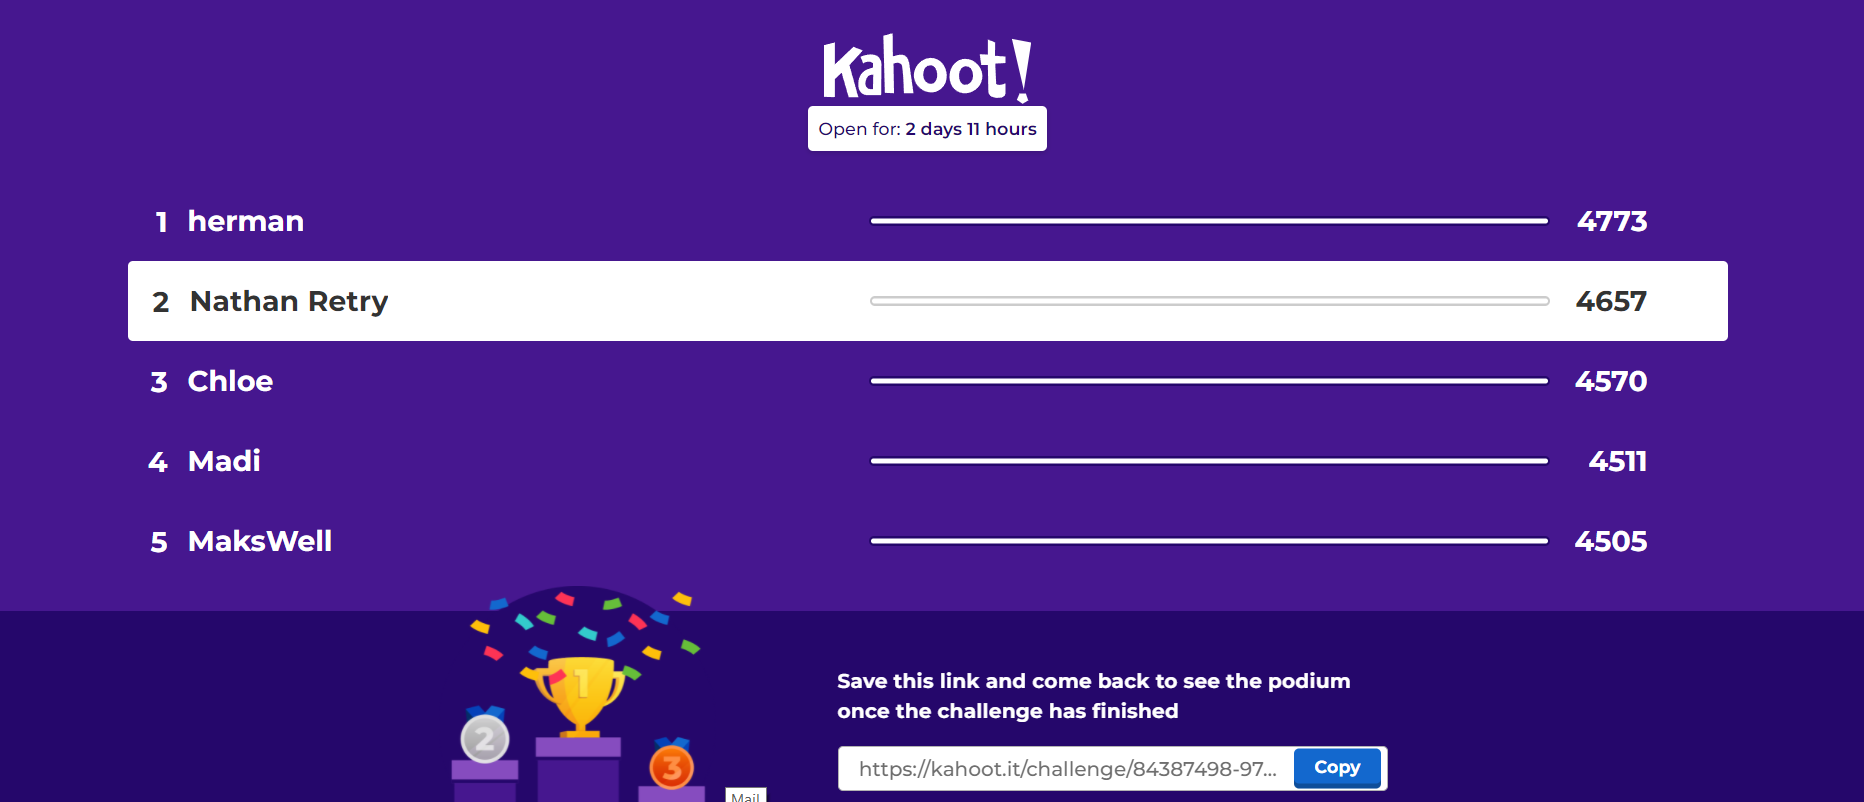 Kahoot!
Open for: 2 days 11 hours
1 herman 4773
2 Nathan Retry 4657
3 Chloe 4570
4 Madi 4511
5 MaksWell 4505
1
2
3
Save this link and come back to see the podium
once the challenge has finished
https://kahoot.it/challenge/84387498-97... Copy
Mail